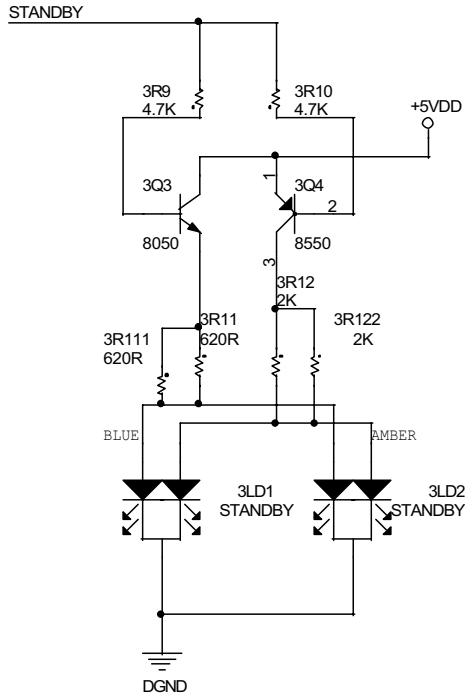 STANDBY
3R9
4.7K
3R10
4.7K
+5VDD
3Q3
1
3Q4
2
8050
8550
3
3R12
2K
3R11
620R
3R111
620R
3R122
2K
BLUE
AMBER
3LD1
STANDBY
3LD2
STANDBY
DGND